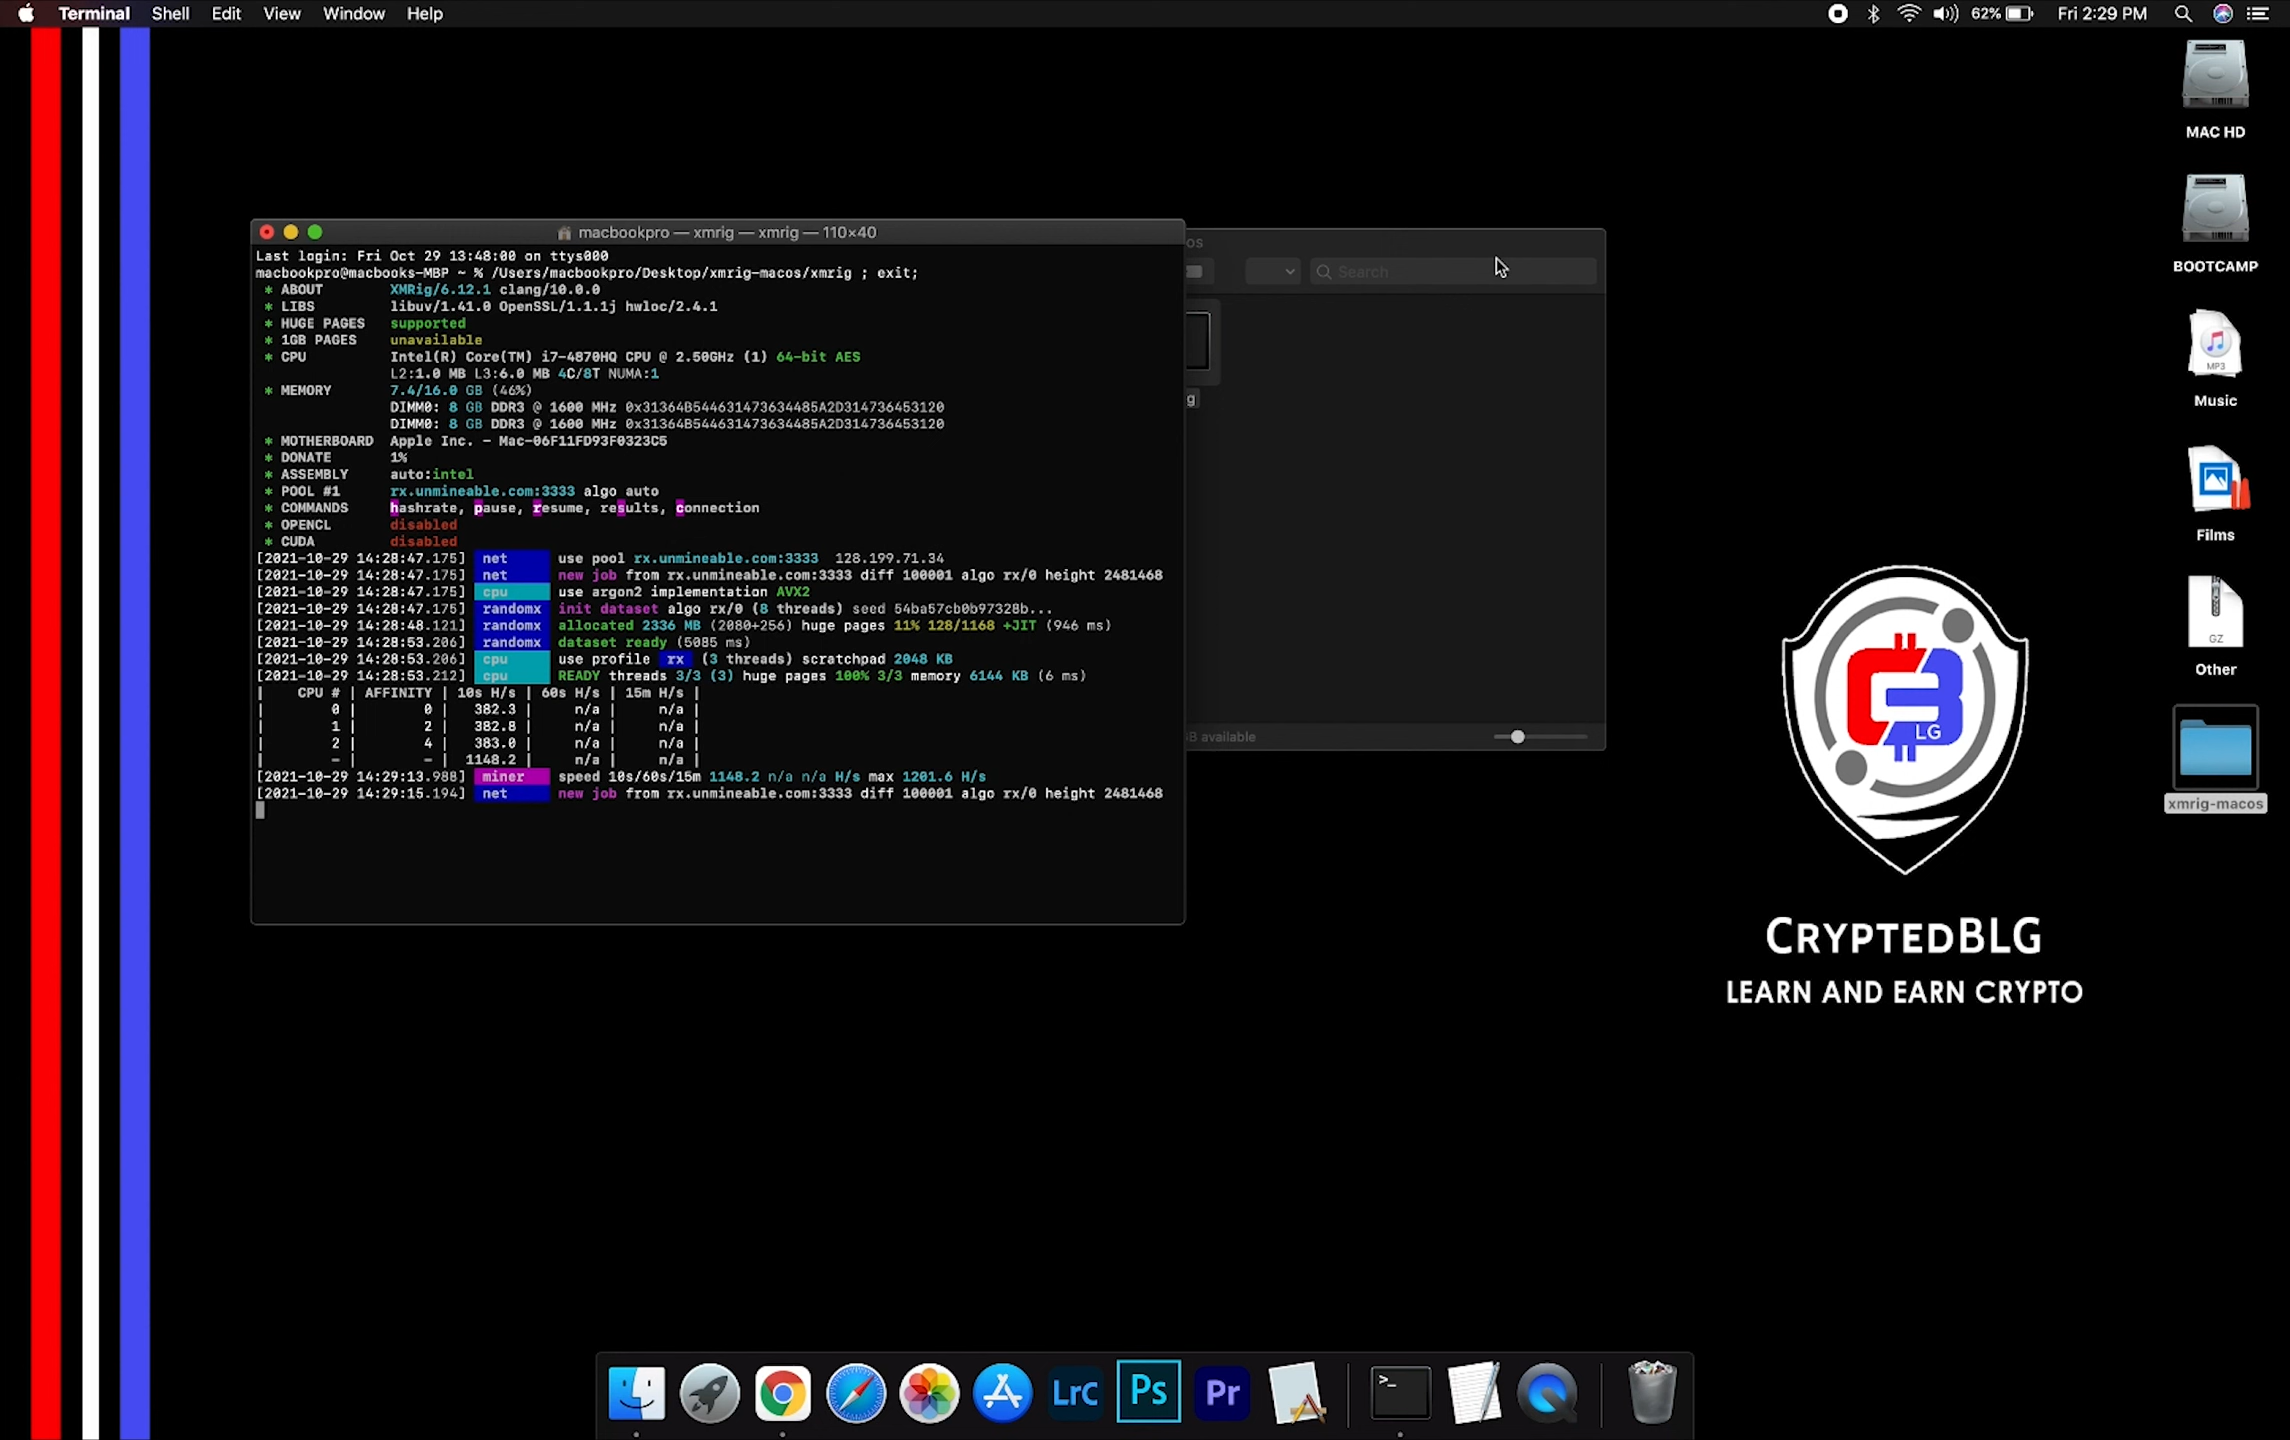 Terminal Shell Edit View Window Help
62% Fri 2:29 PM
MAC HD
BOOTCAMP
MP3
Music
Films
GZ
Other
xmrig-macos
macbookpro — xmrig — xmrig — 110×40
Last login: Fri Oct 29 13:48:00 on ttys000
macbookpro@macbooks-MBP ~ % /Users/macbookpro/Desktop/xmrig-macos/xmrig ; exit;
* ABOUT XMRig/6.12.1 clang/10.0.0
* LIBS libuv/1.41.0 OpenSSL/1.1.1j hwloc/2.4.1
* HUGE PAGES supported
* 1GB PAGES unavailable
* CPU Intel(R) Core(TM) i7-4870HQ CPU @ 2.50GHz (1) 64-bit AES
L2:1.0 MB L3:6.0 MB 4C/8T NUMA:1
* MEMORY 7.4/16.0 GB (46%)
DIMM0: 8 GB DDR3 @ 1600 MHz 0x31364B544631473634485A2D314736453120
DIMM0: 8 GB DDR3 @ 1600 MHz 0x31364B544631473634485A2D314736453120
* MOTHERBOARD Apple Inc. - Mac-06F11FD93F0323C5
* DONATE 1%
* ASSEMBLY auto:intel
* POOL #1 rx.unmineable.com:3333 algo auto
* COMMANDS hashrate, pause, resume, results, connection
* OPENCL disabled
* CUDA disabled
[2021-10-29 14:28:47.175] net use pool rx.unmineable.com:3333 128.199.71.34
[2021-10-29 14:28:47.175] net new job from rx.unmineable.com:3333 diff 100001 algo rx/0 height 2481468
[2021-10-29 14:28:47.175] cpu use argon2 implementation AVX2
[2021-10-29 14:28:47.175] randomx init dataset algo rx/0 (8 threads) seed 54ba57cb0b97328b...
[2021-10-29 14:28:48.121] randomx allocated 2336 MB (2080+256) huge pages 11% 128/1168 +JIT (946 ms)
[2021-10-29 14:28:53.206] randomx dataset ready (5085 ms)
[2021-10-29 14:28:53.206] cpu use profile rx (3 threads) scratchpad 2048 KB
[2021-10-29 14:28:53.212] cpu READY threads 3/3 (3) huge pages 100% 3/3 memory 6144 KB (6 ms)
| CPU # | AFFINITY | 10s H/s | 60s H/s | 15m H/s |
| 0 | 0 | 382.3 | n/a | n/a |
| 1 | 2 | 382.8 | n/a | n/a |
| 2 | 4 | 383.0 | n/a | n/a |
| - | - | 1148.2 | n/a | n/a |
[2021-10-29 14:29:13.988] miner speed 10s/60s/15m 1148.2 n/a n/a H/s max 1201.6 H/s
[2021-10-29 14:29:15.194] net new job from rx.unmineable.com:3333 diff 100001 algo rx/0 height 2481468
os
Search
g
B available
LG
CRYPTEDBLG
LEARN AND EARN CRYPTO
LrC Ps Pr >_